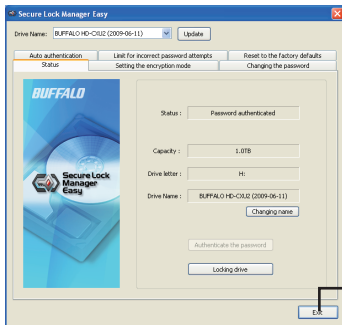 Secure Lock Manager Easy
Drive Name: BUFFALO HD-CXU2 (2009-06-11) Update
Auto authentication Limit for incorrect password attempts Reset to the factory defaults
Status Setting the encryption mode Changing the password
BUFFALO
Secure Lock
Manager
Easy
Status : Password authenticated
Capacity : 1.0TB
Drive letter : H:
Drive Name : BUFFALO HD-CXU2 (2009-06-11)
Changing name
Authenticate the password
Locking drive
Exit